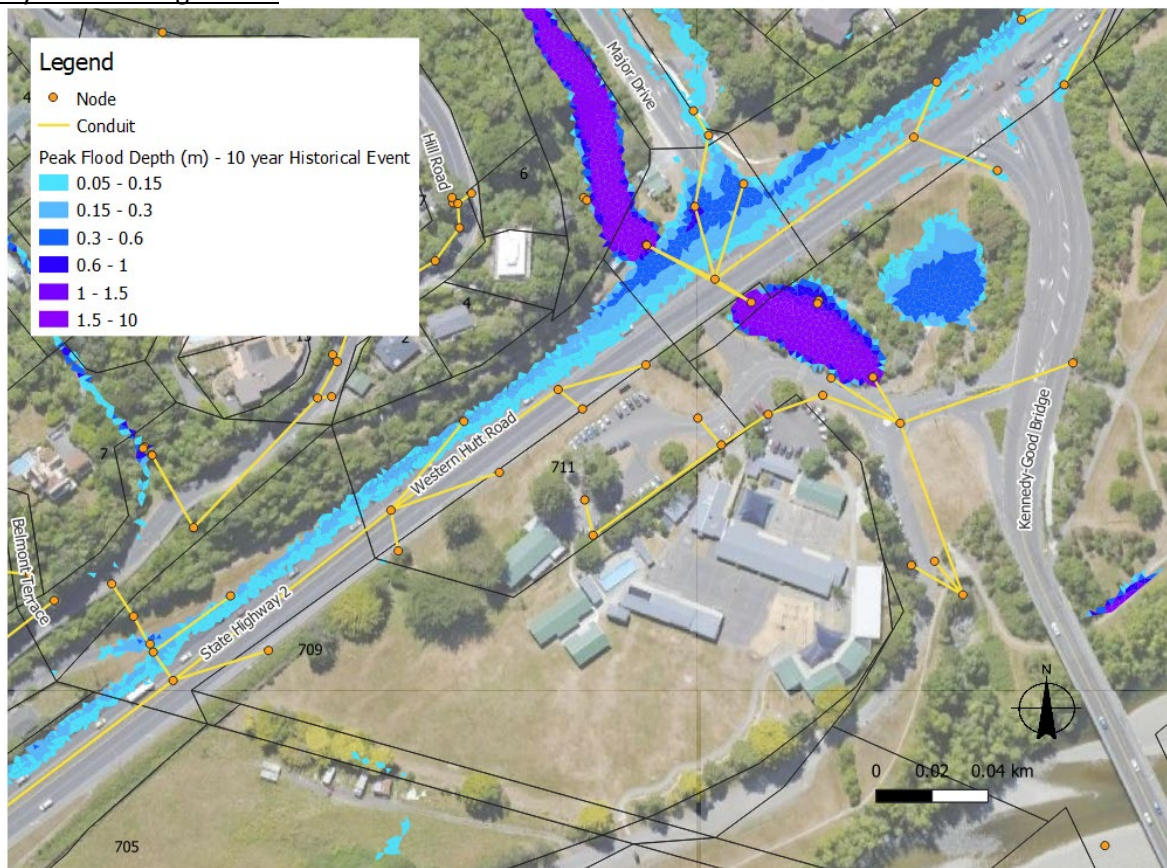 Legend
Node
Conduit
Peak Flood Depth (m) - 10 year Historical Event
0.05 - 0.15
0.15 - 0.3
0.3 - 0.6
0.6 - 1
1 - 1.5
1.5 - 10
Major Drive
Hill Road
6
4
2
7
Western Hutt Road
711
Kennedy-Good Bridge
Belmont Terrace
State Highway 2
709
N
0 0.02 0.04 km
705